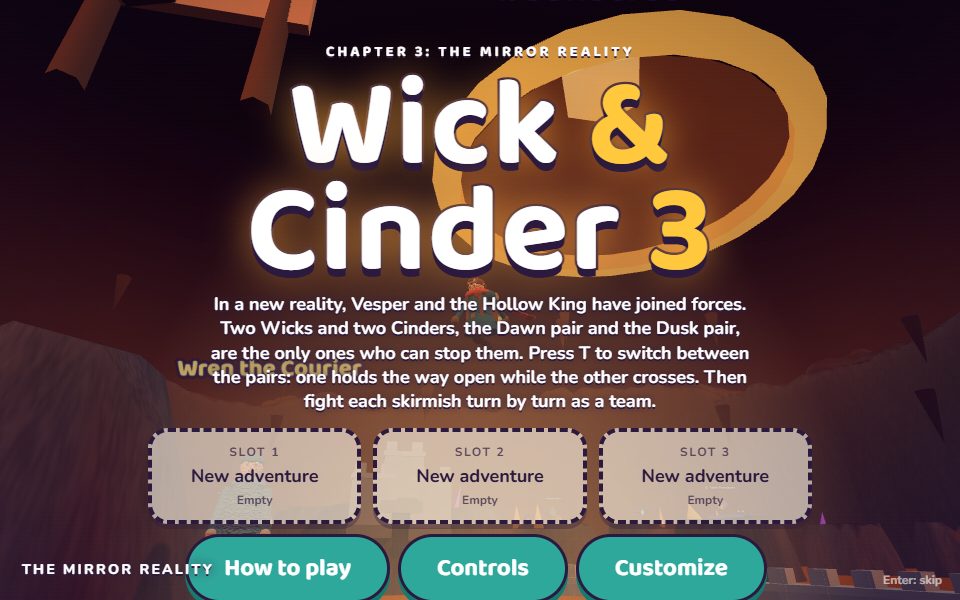 CHAPTER 3: THE MIRROR REALITY
Wick &
Cinder 3
In a new reality, Vesper and the Hollow King have joined forces.
Two Wicks and two Cinders, the Dawn pair and the Dusk pair,
are the only ones who can stop them. Press T to switch between
Wren the Courier
the pairs: one holds the way open while the other crosses. Then
fight each skirmish turn by turn as a team.
SLOT 1
New adventure
Empty
SLOT 2
New adventure
Empty
SLOT 3
New adventure
Empty
THE MIRROR REALITY
How to play
Controls
Customize
Enter: skip